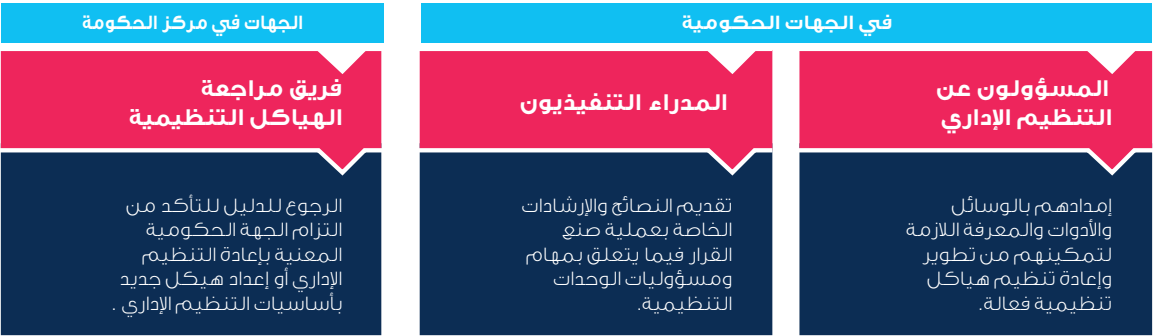 في الجهات الحكومية
المسؤولون عن
التنظيم الإداري
إمدادهم بالوسائل
والأدوات والمعرفة اللازمة
لتمكينهم من تطوير
وإعادة تنظيم هياكل
تنظيمية فعالة.
المدراء التنفيذيون
تقديم النصائح والإرشادات
الخاصة بعملية صنع
القرار فيما يتعلق بمهام
ومسؤوليات الوحدات
التنظيمية.
الجهات في مركز الحكومة
فريق مراجعة
الهياكل التنظيمية
الرجوع للدليل للتأكد من
التزام الجهة الحكومية
المعنية بإعادة التنظيم
الإداري أو إعداد هيكل جديد
بأساسيات التنظيم الإداري .